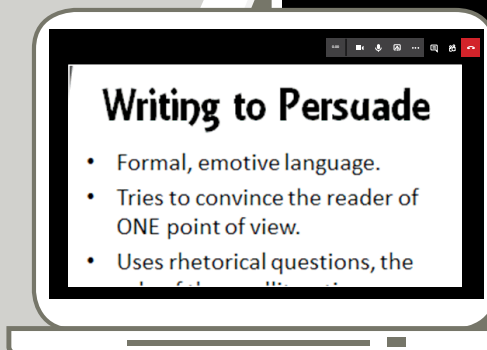 Writing to Persuade
• Formal, emotive language.
• Tries to convince the reader of
ONE point of view.
• Uses rhetorical questions, the